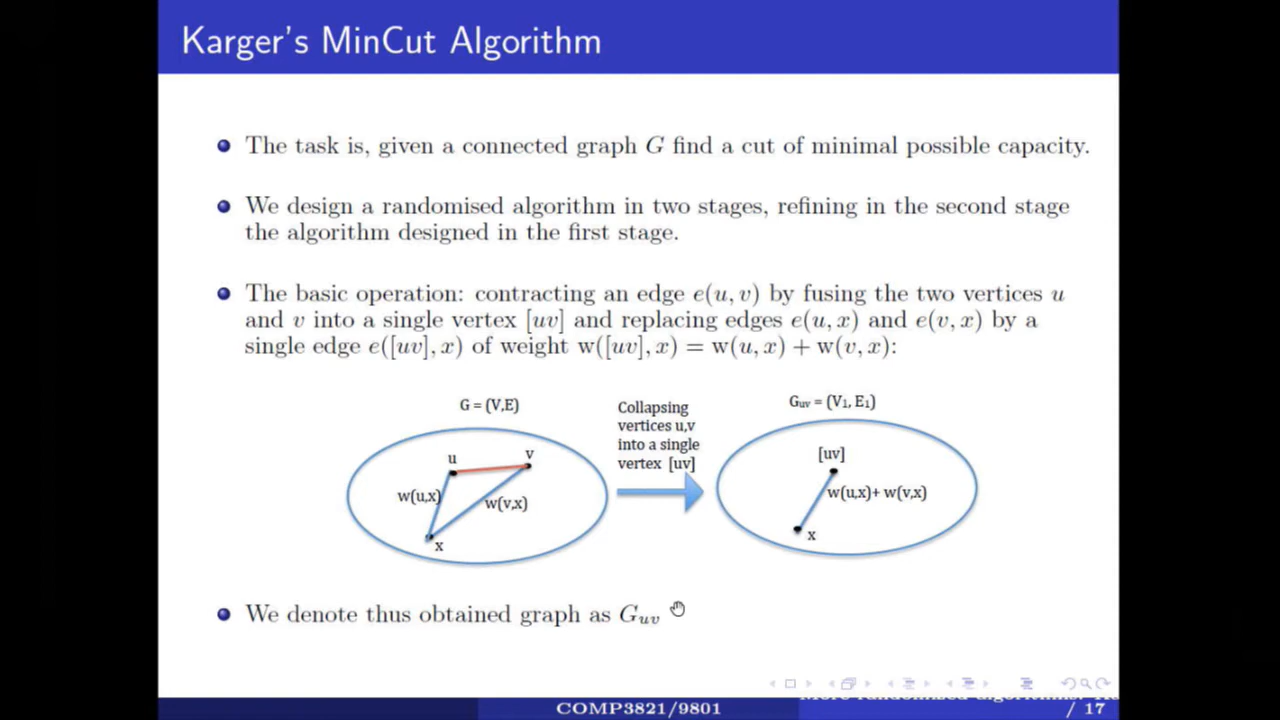 Karger's MinCut Algorithm
The task is, given a connected graph G find a cut of minimal possible capacity.
We design a randomised algorithm in two stages, refining in the second stage
the algorithm designed in the first stage.
The basic operation: contracting an edge e(u, v) by fusing the two vertices u
and v into a single vertex [uv] and replacing edges e(u, x) and e(v, x) by a
single edge e([uv], x) of weight w([uv], x) = w(u, x) + w(v, x):
G = (V,E)
u
v
w(u,x)
w(v,x)
x
Collapsing
vertices u,v
into a single
vertex [uv]
Guv = (V1, E1)
[uv]
w(u,x)+ w(v,x)
x
We denote thus obtained graph as Guv
COMP3821/9801
/ 17